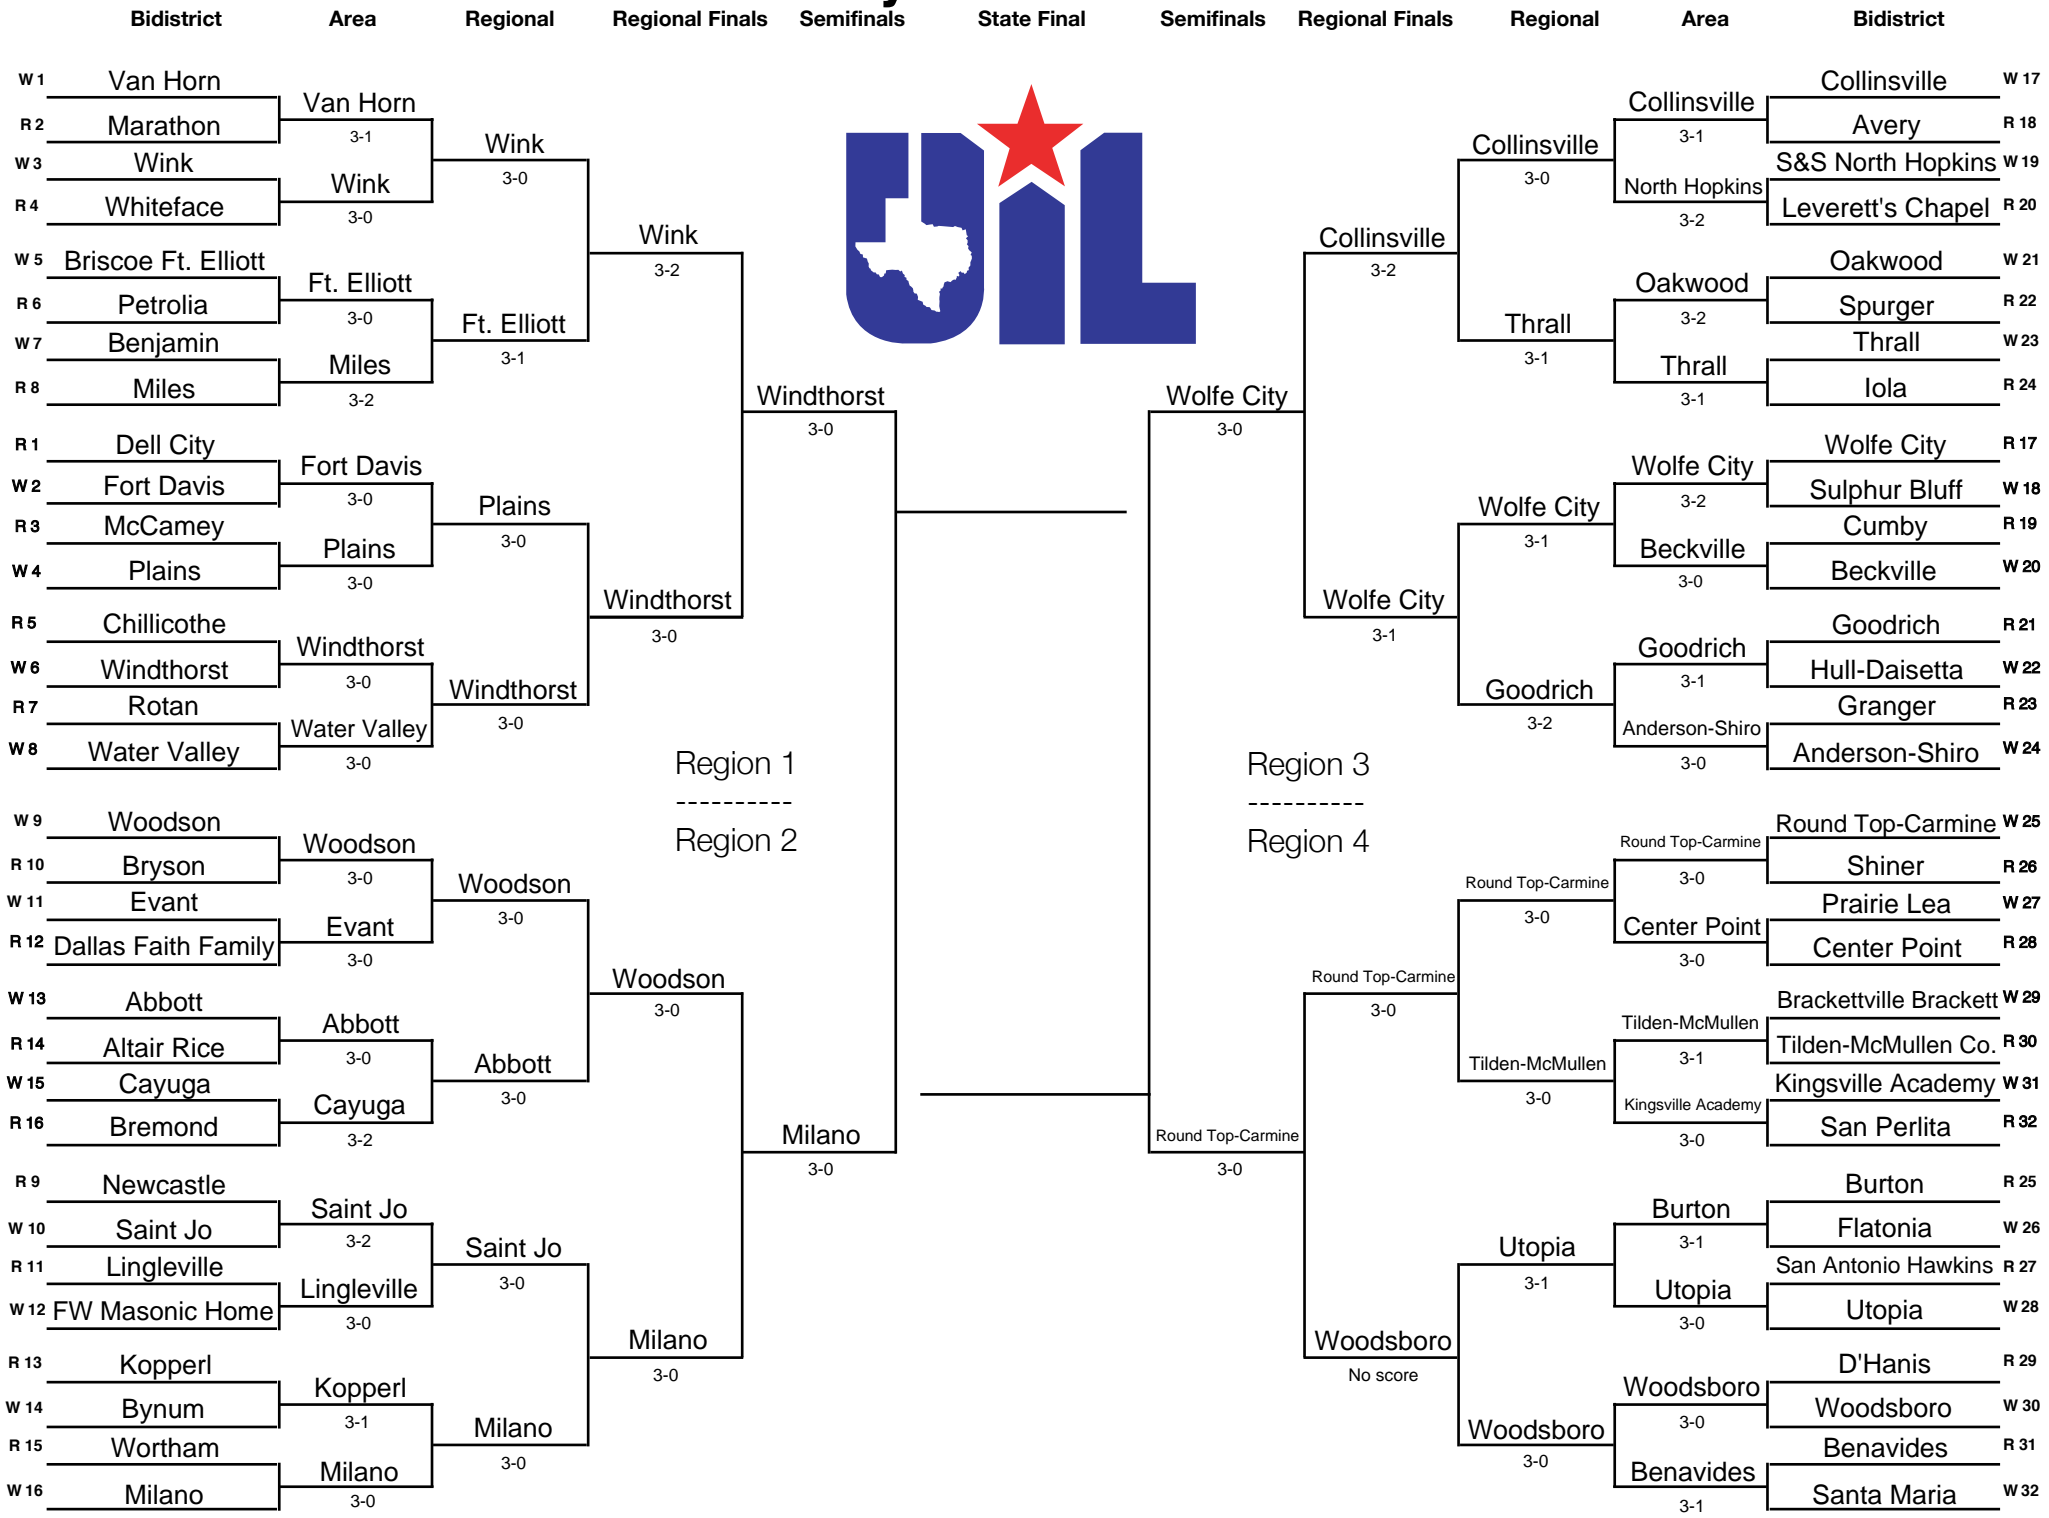 Bidistrict Area Regional Regional Finals Semifinals State Final Semifinals Regional Finals Regional Area Bidistrict
W 1 Van Horn
R 2 Marathon
W 3 Wink
R 4 Whiteface
W 5 Briscoe Ft. Elliott
R 6 Petrolia
W 7 Benjamin
R 8 Miles
R 1 Dell City
W 2 Fort Davis
R 3 McCamey
W 4 Plains
R 5 Chillicothe
W 6 Windthorst
R 7 Rotan
W 8 Water Valley
W 9 Woodson
R 10 Bryson
W 11 Evant
R 12 Dallas Faith Family
W 13 Abbott
R 14 Altair Rice
W 15 Cayuga
R 16 Bremond
R 9 Newcastle
W 10 Saint Jo
R 11 Lingleville
W 12 FW Masonic Home
R 13 Kopperl
W 14 Bynum
R 15 Wortham
W 16 Milano
Van Horn
3-1
Wink
3-0
Ft. Elliott
3-0
Miles
3-2
Fort Davis
3-0
Plains
3-0
Windthorst
3-0
Water Valley
3-0
Woodson
3-0
Evant
3-0
Abbott
3-0
Cayuga
3-2
Saint Jo
3-2
Lingleville
3-0
Kopperl
3-1
Milano
3-0
Wink
3-0
Ft. Elliott
3-1
Plains
3-0
Windthorst
3-0
Woodson
3-0
Abbott
3-0
Saint Jo
3-0
Milano
3-0
Wink
3-2
Windthorst
3-0
Region 1
----------
Region 2
Woodson
3-0
Milano
3-0
Windthorst
3-0
Milano
3-0
UIL
Wolfe City
3-0
Round Top-Carmine
3-0
Collinsville
3-2
Wolfe City
3-1
Region 3
----------
Region 4
Round Top-Carmine
3-0
Woodsboro
No score
Collinsville
3-0
Thrall
3-1
Wolfe City
3-1
Goodrich
3-2
Round Top-Carmine
3-0
Tilden-McMullen
3-0
Utopia
3-1
Woodsboro
3-0
Collinsville
3-1
North Hopkins
3-2
Oakwood
3-2
Thrall
3-1
Wolfe City
3-2
Beckville
3-0
Goodrich
3-1
Anderson-Shiro
3-0
Round Top-Carmine
3-0
Center Point
3-0
Tilden-McMullen
3-1
Kingsville Academy
3-0
Burton
3-1
Utopia
3-0
Woodsboro
3-0
Benavides
3-1
Collinsville W 17
Avery R 18
S&S North Hopkins W 19
Leverett's Chapel R 20
Oakwood W 21
Spurger R 22
Thrall W 23
Iola R 24
Wolfe City R 17
Sulphur Bluff W 18
Cumby R 19
Beckville W 20
Goodrich R 21
Hull-Daisetta W 22
Granger R 23
Anderson-Shiro W 24
Round Top-Carmine W 25
Shiner R 26
Prairie Lea W 27
Center Point R 28
Brackettville Brackett W 29
Tilden-McMullen Co. R 30
Kingsville Academy W 31
San Perlita R 32
Burton R 25
Flatonia W 26
San Antonio Hawkins R 27
Utopia W 28
D'Hanis R 29
Woodsboro W 30
Benavides R 31
Santa Maria W 32